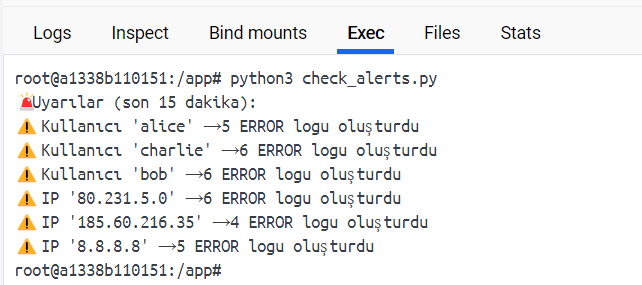 Logs Inspect Bind mounts Exec Files Stats
root@a1338b110151:/app# python3 check_alerts.py
🚨Uyarılar (son 15 dakika):
⚠️ Kullanıcı 'alice' →5 ERROR logu oluşturdu
⚠️ Kullanıcı 'charlie' →6 ERROR logu oluşturdu
⚠️ Kullanıcı 'bob' →6 ERROR logu oluşturdu
⚠️ IP '80.231.5.0' →6 ERROR logu oluşturdu
⚠️ IP '185.60.216.35' →4 ERROR logu oluşturdu
⚠️ IP '8.8.8.8' →5 ERROR logu oluşturdu
root@a1338b110151:/app#